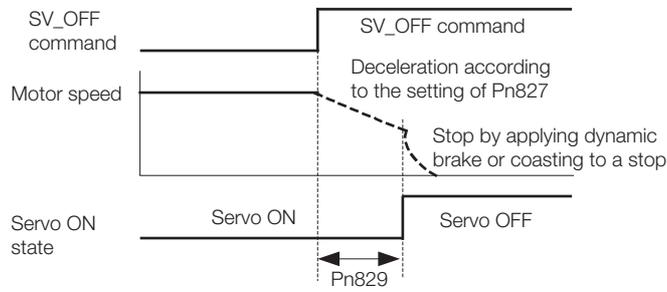 SV_OFF
command
SV_OFF command
Deceleration according
to the setting of Pn827
Motor speed
Stop by applying dynamic
brake or coasting to a stop
Servo ON
state
Servo ON
Servo OFF
Pn829